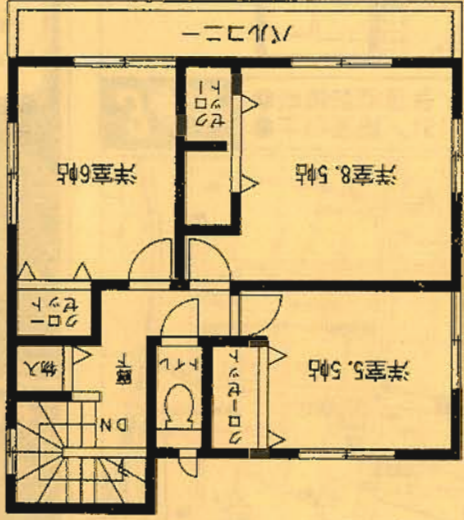 DN
洋室5.5帖
クローゼット
トイレ
廊下
物入
クロー
ゼット
洋室8.5帖
クロー
ゼット
洋室6帖
バルコニー